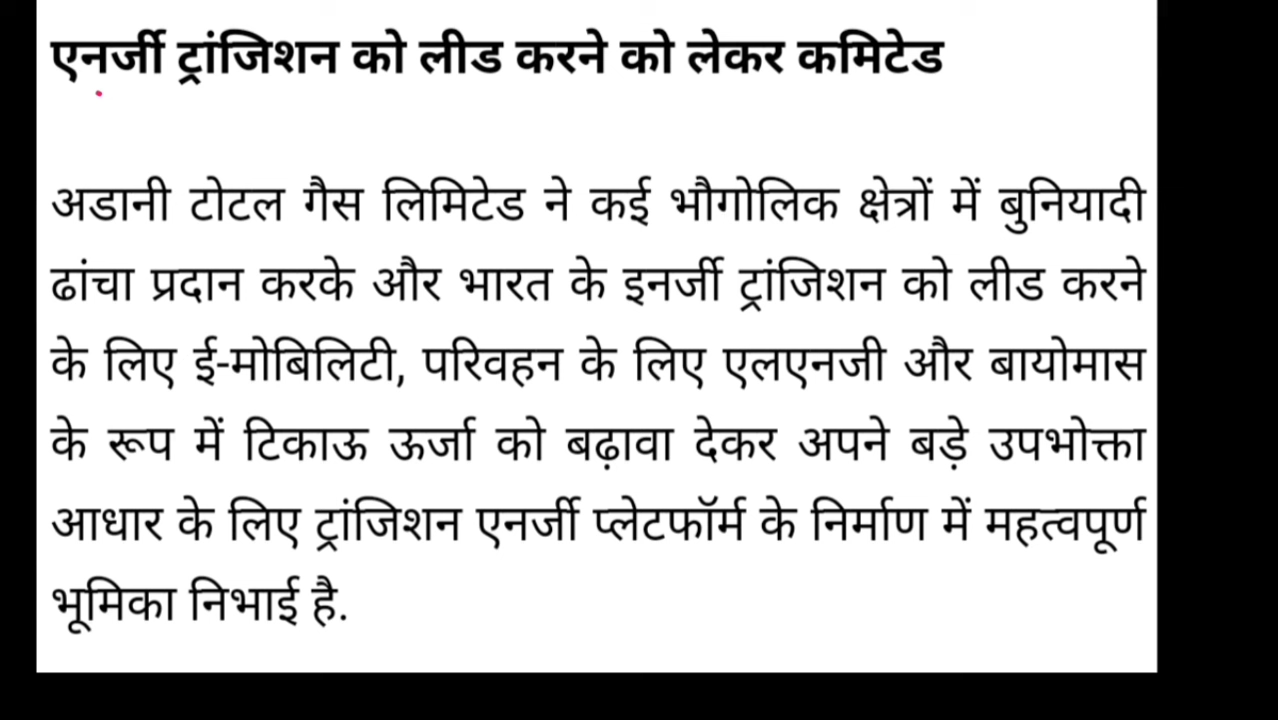 एनर्जी ट्रांजिशन को लीड करने को लेकर कमिटेड
अडानी टोटल गैस लिमिटेड ने कई भौगोलिक क्षेत्रों में बुनियादी
ढांचा प्रदान करके और भारत के इनर्जी ट्रांजिशन को लीड करने
के लिए ई-मोबिलिटी, परिवहन के लिए एलएनजी और बायोमास
के रूप में टिकाऊ ऊर्जा को बढ़ावा देकर अपने बड़े उपभोक्ता
आधार के लिए ट्रांजिशन एनर्जी प्लेटफॉर्म के निर्माण में महत्वपूर्ण
भूमिका निभाई है.